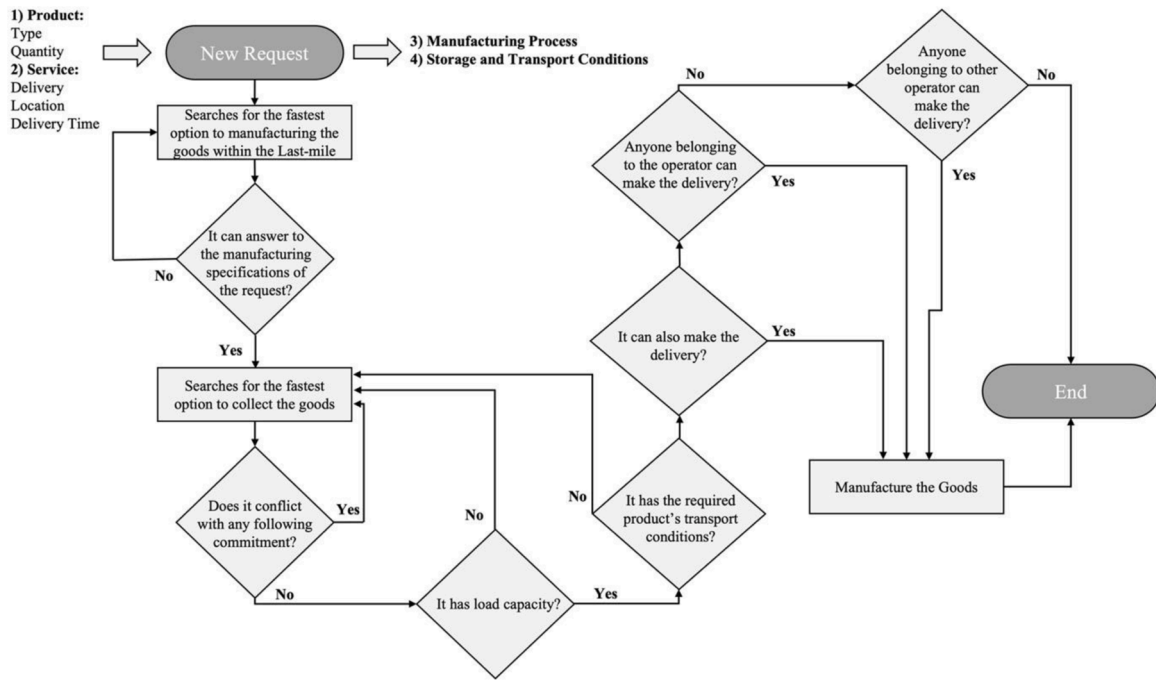 1) Product:
Type
Quantity
2) Service:
Delivery
Location
Delivery Time
New Request
3) Manufacturing Process
4) Storage and Transport Conditions
Searches for the fastest
option to manufacturing the
goods within the Last-mile
It can answer to
the manufacturing
specifications of
the request?
No
Yes
Searches for the fastest
option to collect the goods
Does it conflict
with any following
commitment?
Yes
No
It has load capacity?
No
Yes
It has the required
product's transport
conditions?
No
It can also make the
delivery?
Yes
Anyone belonging
to the operator can
make the delivery?
No
Yes
Anyone
belonging to other
operator can
make the
delivery?
No
Yes
Manufacture the Goods
End